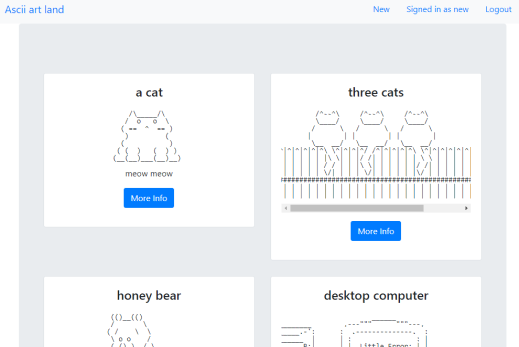 Ascii art land
New
Signed in as new
Logout
a cat
meow meow
More Info
three cats
More Info
honey bear
desktop computer